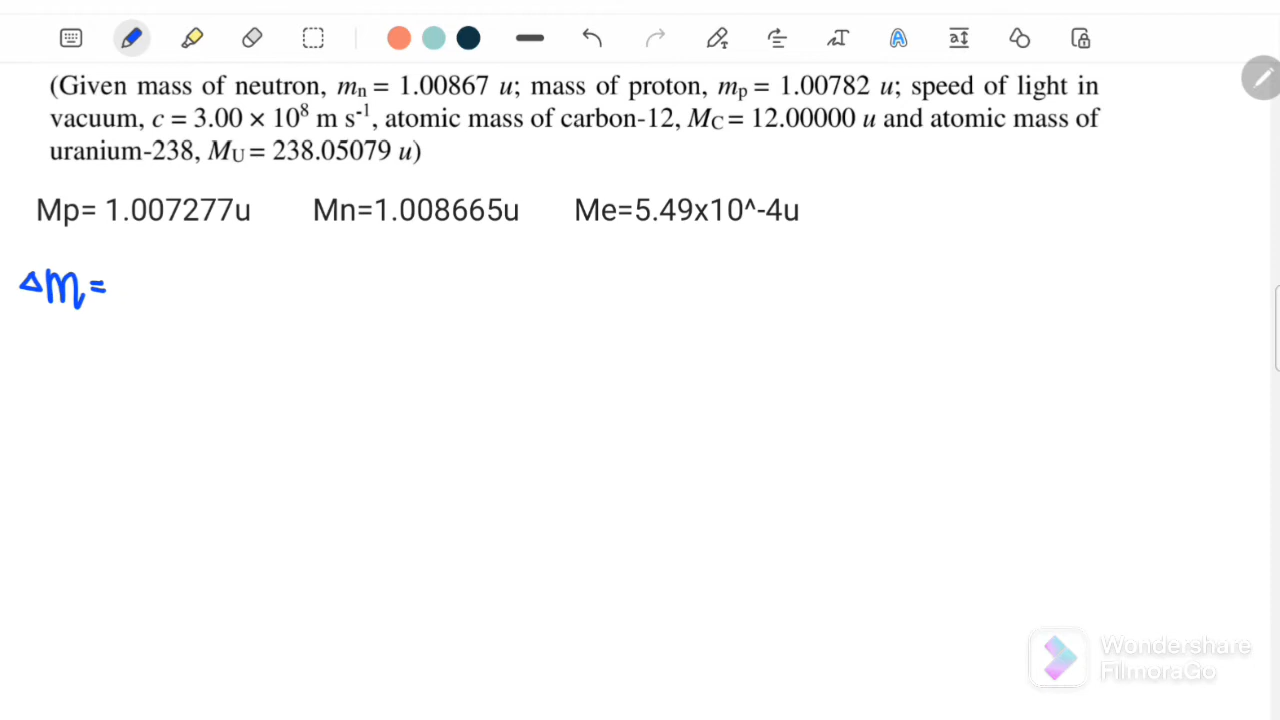 (Given mass of neutron, mn = 1.00867 u; mass of proton, mp = 1.00782 u; speed of light in
vacuum, c = 3.00 × 10⁸ m s⁻¹, atomic mass of carbon-12, MC = 12.00000 u and atomic mass of
uranium-238, MU = 238.05079 u)
Mp= 1.007277u Mn=1.008665u Me=5.49x10^-4u
Δm=
Wondershare
FilmoraGo